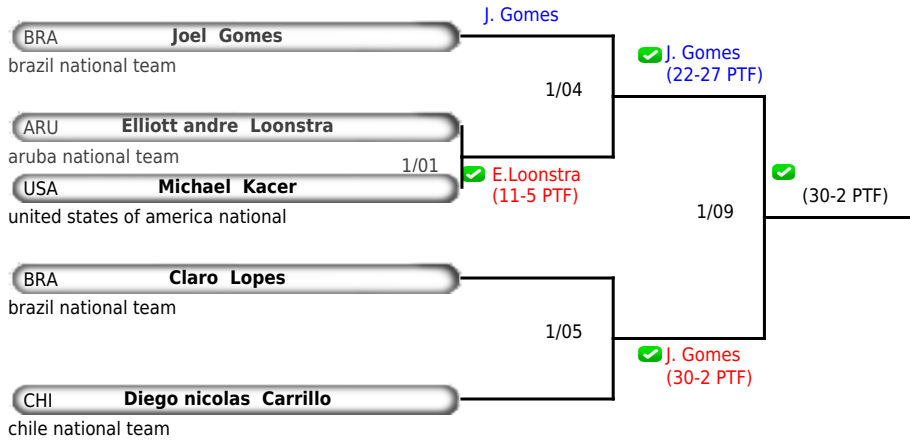 J. Gomes
BRA Joel Gomes
brazil national team
J. Gomes
(22-27 PTF)
1/04
ARU Elliott andre Loonstra
aruba national team
1/01
E.Loonstra
(11-5 PTF)
USA Michael Kacer
united states of america national
(30-2 PTF)
1/09
BRA Claro Lopes
brazil national team
1/05
J. Gomes
(30-2 PTF)
CHI Diego nicolas Carrillo
chile national team